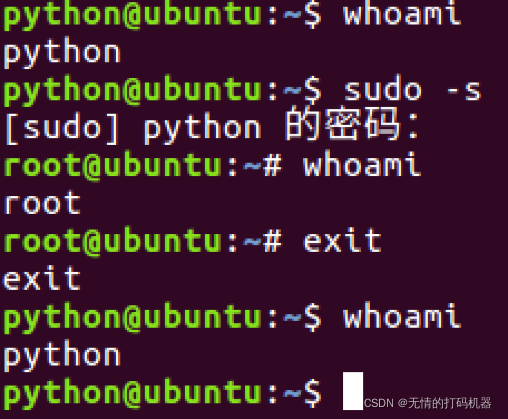 python@ubuntu:~$ whoami
python
python@ubuntu:~$ sudo -s
[sudo] python 的密码：
root@ubuntu:~# whoami
root
root@ubuntu:~# exit
exit
python@ubuntu:~$ whoami
python
python@ubuntu:~$
CSDN @无情的打码机器